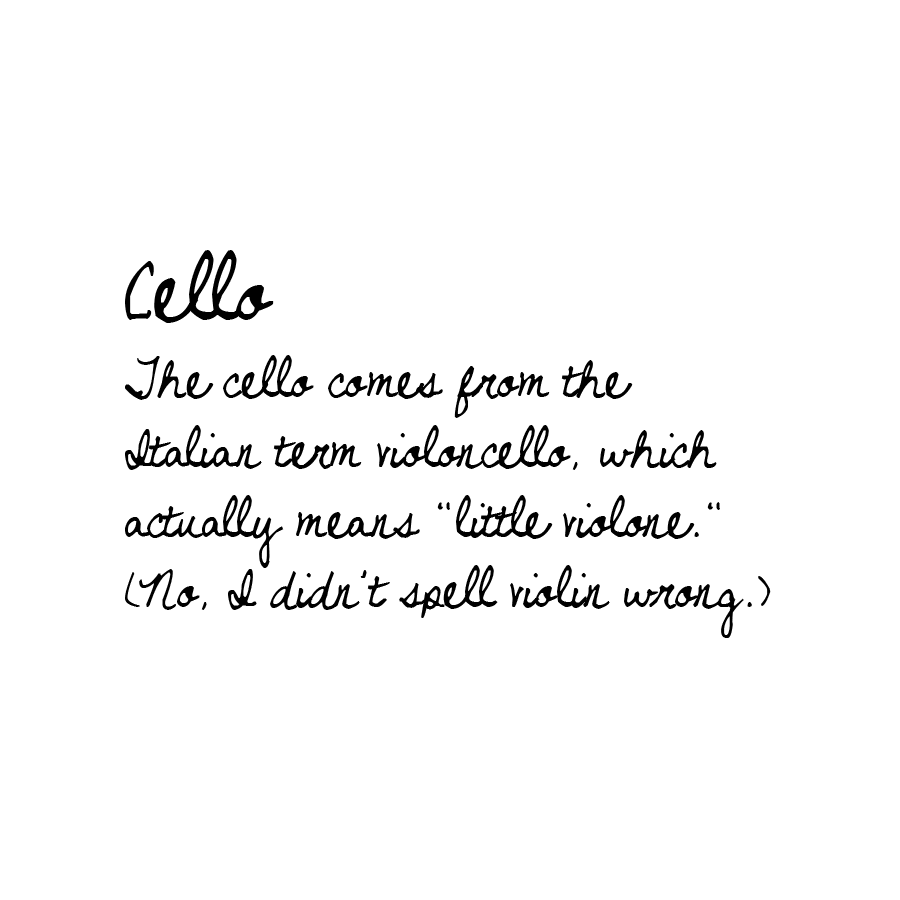 Cello
The cello comes from the
Italian term violoncello, which
actually means "little violone."
(No, I didn't spell violin wrong.)